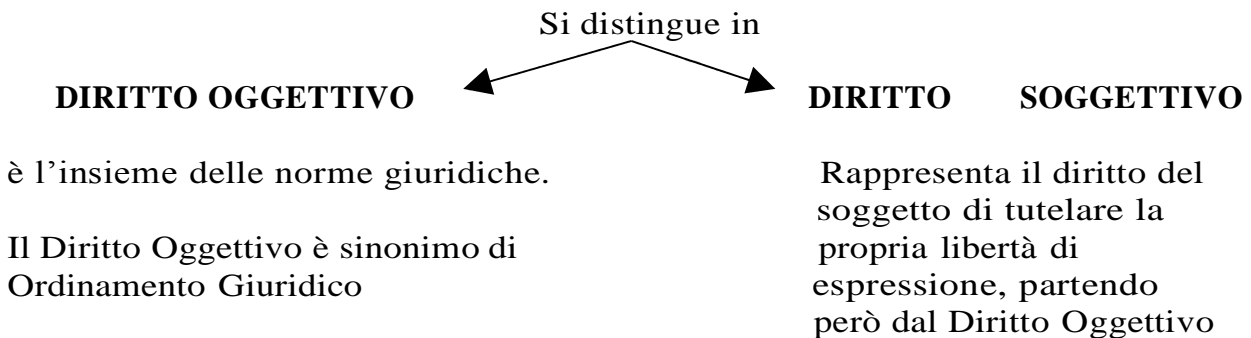 Si distingue in
DIRITTO OGGETTIVO
è l’insieme delle norme giuridiche.
Il Diritto Oggettivo è sinonimo di
Ordinamento Giuridico
DIRITTO SOGGETTIVO
Rappresenta il diritto del
soggetto di tutelare la
propria libertà di
espressione, partendo
però dal Diritto Oggettivo